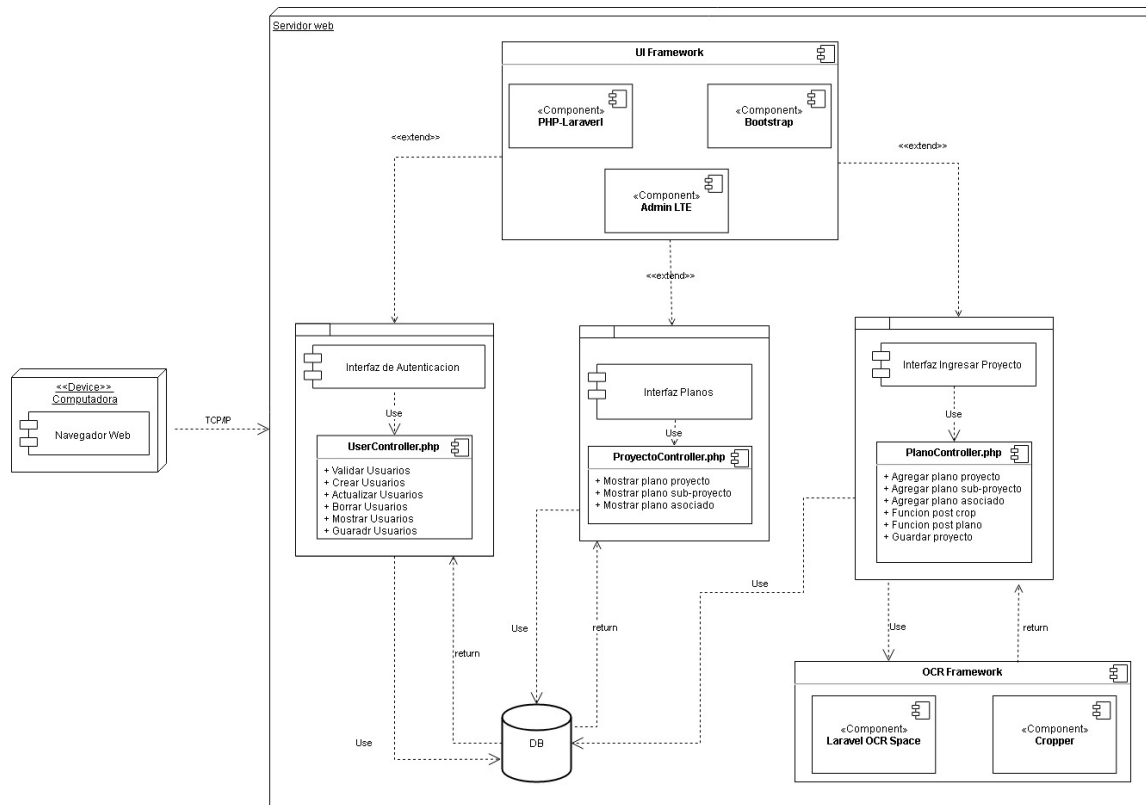 Servidor web
UI Framework
«Component»
PHP-Laraverl
«Component»
Bootstrap
«Component»
Admin LTE
<<extend>>
<<extend>>
<<extend>>
<<Device>>
Computadora
Navegador Web
TCP/IP
Interfaz de Autenticacion
Use
UserController.php
+ Validar Usuarios
+ Crear Usuarios
+ Actualizar Usuarios
+ Borrar Usuarios
+ Mostrar Usuarios
+ Guaradr Usuarios
Interfaz Planos
Use
ProyectoController.php
+ Mostrar plano proyecto
+ Mostrar plano sub-proyecto
+ Mostrar plano asociado
Interfaz Ingresar Proyecto
Use
PlanoController.php
+ Agregar plano proyecto
+ Agregar plano sub-proyecto
+ Agregar plano asociado
+ Funcion post crop
+ Funcion post plano
+ Guardar proyecto
Use
return
Use
return
Use
Use
return
DB
OCR Framework
«Component»
Laravel OCR Space
«Component»
Cropper